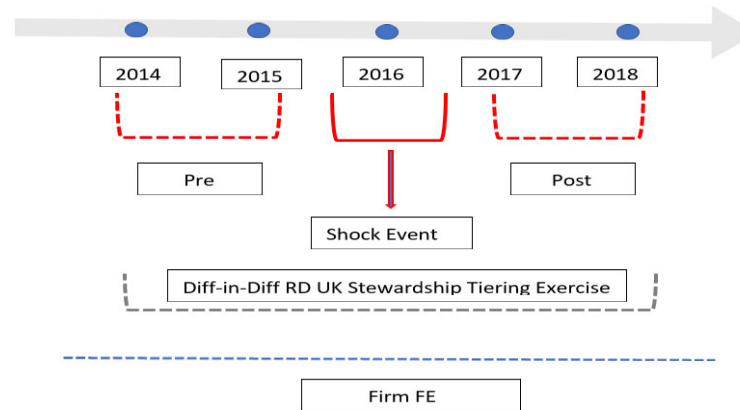 2014
2015
2016
2017
2018
Pre
Post
Shock Event
Diff-in-Diff RD UK Stewardship Tiering Exercise
Firm FE